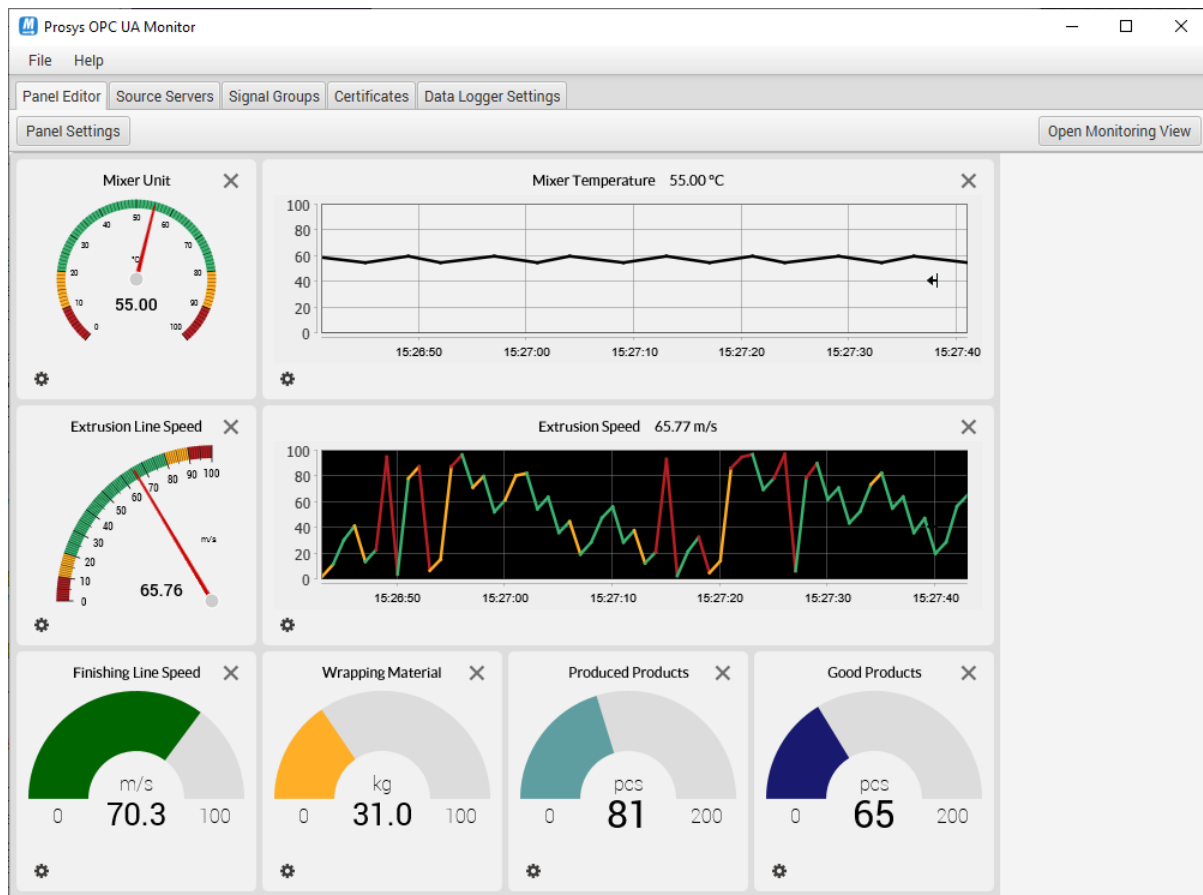 Prosys OPC UA Monitor
File Help
Panel Editor Source Servers Signal Groups Certificates Data Logger Settings
Panel Settings Open Monitoring View
Mixer Unit
0 10 20 30 40 50 60 70 80 90 100
°C
55.00
Mixer Temperature 55.00 °C
100
80
60
40
20
0
15:26:50 15:27:00 15:27:10 15:27:20 15:27:30 15:27:40
Extrusion Line Speed
0 10 20 30 40 50 60 70 80 90 100
m/s
65.76
Extrusion Speed 65.77 m/s
100
80
60
40
20
0
15:26:50 15:27:00 15:27:10 15:27:20 15:27:30 15:27:40
Finishing Line Speed
m/s
0 70.3 100
Wrapping Material
kg
0 31.0 100
Produced Products
pcs
0 81 200
Good Products
pcs
0 65 200